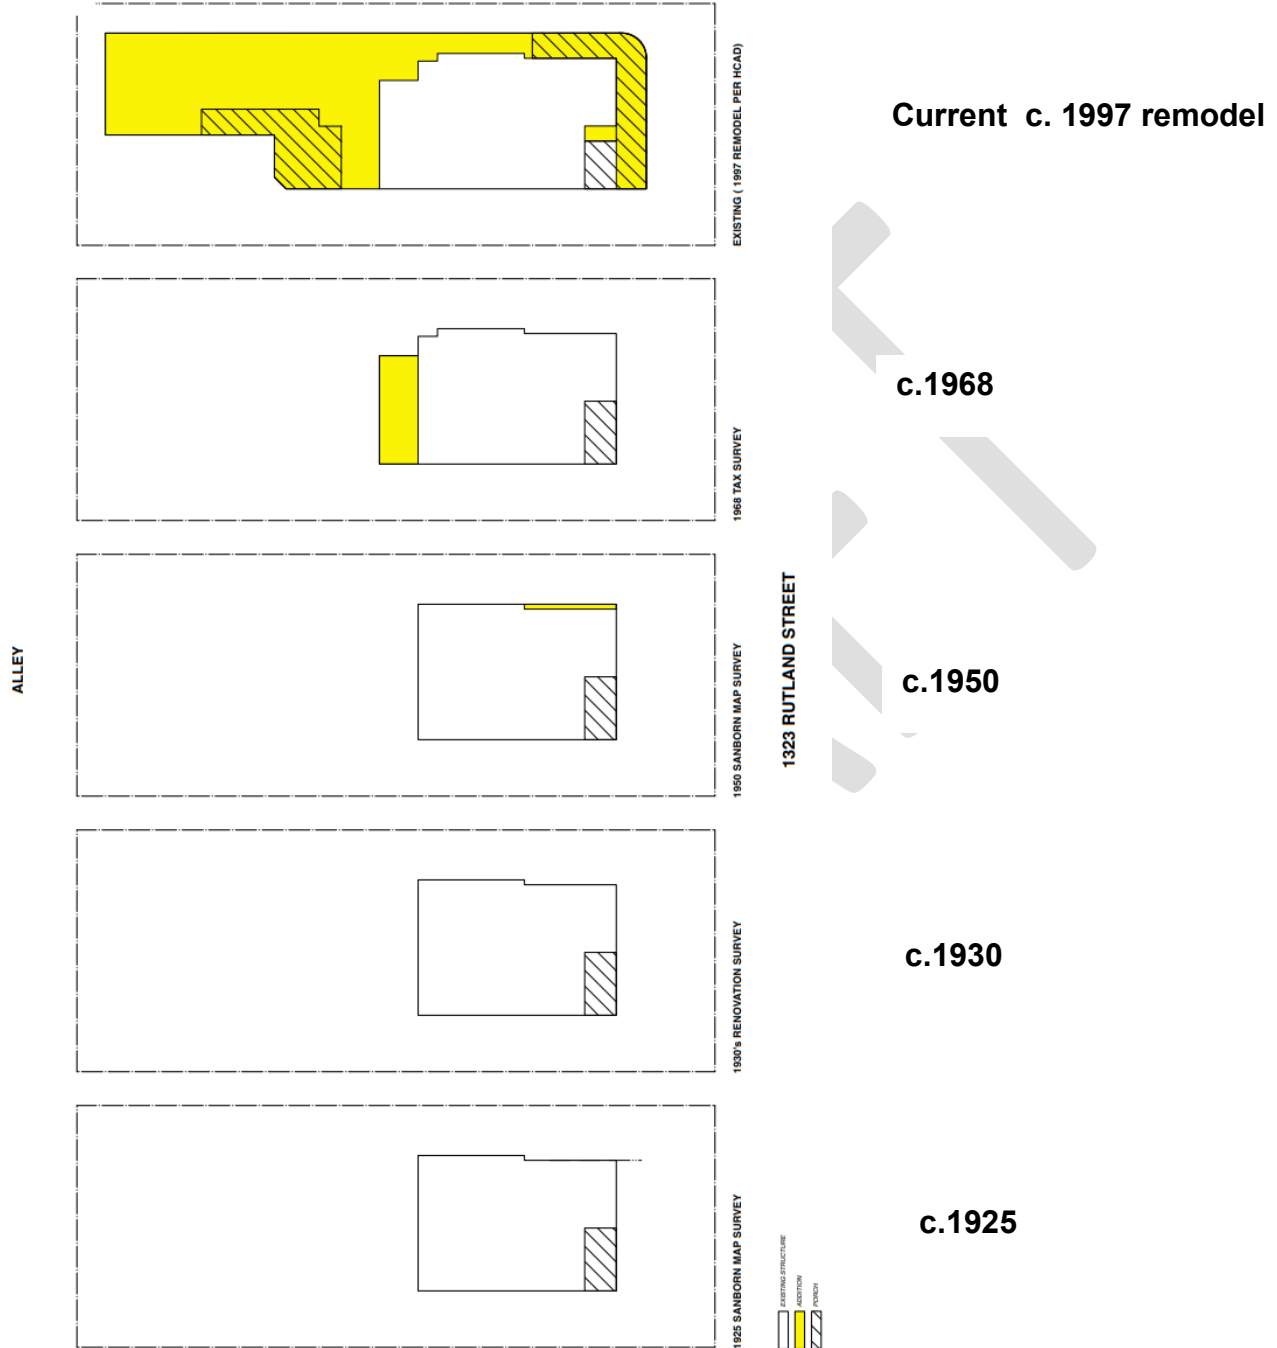 EXISTING ( 1997 REMODEL PER HCAD)
Current c. 1997 remodel
1968 TAX SURVEY
c.1968
ALLEY
1950 SANBORN MAP SURVEY
1323 RUTLAND STREET
c.1950
1930's RENOVATION SURVEY
c.1930
1925 SANBORN MAP SURVEY
c.1925
EXISTING STRUCTURE
ADDITION
PORCH